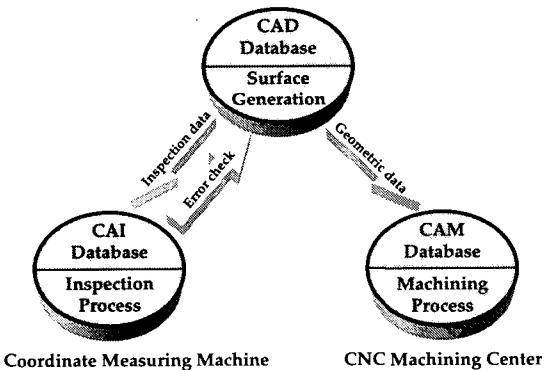 CAD
Database
Surface
Generation
Inspection data
Error check
Geometric data
CAI
Database
Inspection
Process
CAM
Database
Machining
Process
Coordinate Measuring Machine
CNC Machining Center